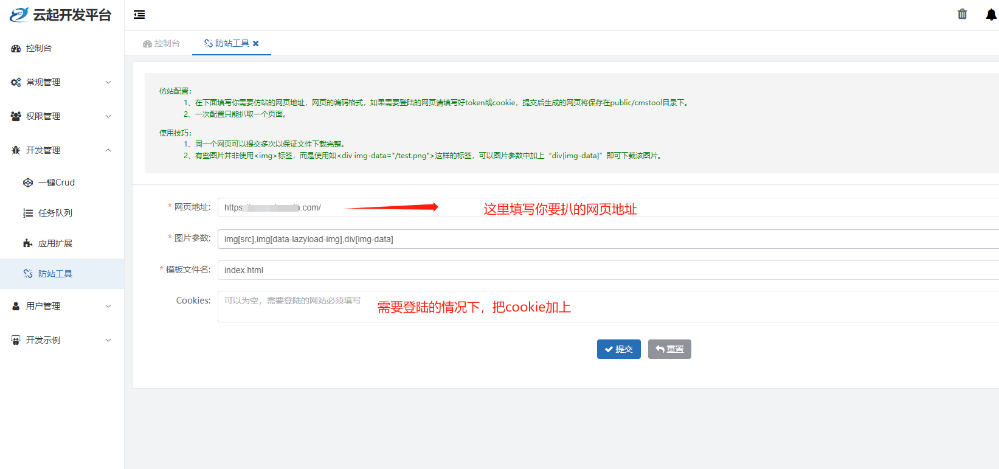 云起开发平台
控制台
常规管理
权限管理
开发管理
一键Crud
任务队列
应用扩展
防站工具
用户管理
开发示例
控制台
防站工具
仿站配置：
1、在下面填写你需要仿站的网页地址，网页的编码格式，如果需要登陆的网页请填写好token或cookie，提交后生成的网页将保存在public/cmstool目录下。
2、一次配置只能扒取一个页面。
使用技巧：
1、同一个网页可以提交多次以保证文件下载完整。
2、有些图片并非使用<img>标签，而是使用如<div img-data="/test.png">这样的标签，可以图片参数中加上“div[img-data]”即可下载该图片。
* 网页地址:
https
.com/
这里填写你要扒的网页地址
* 图片参数:
img[src],img[data-lazyload-img],div[img-data]
* 模板文件名:
index.html
Cookies:
可以为空，需要登陆的网站必须填写
需要登陆的情况下，把cookie加上
提交
重置